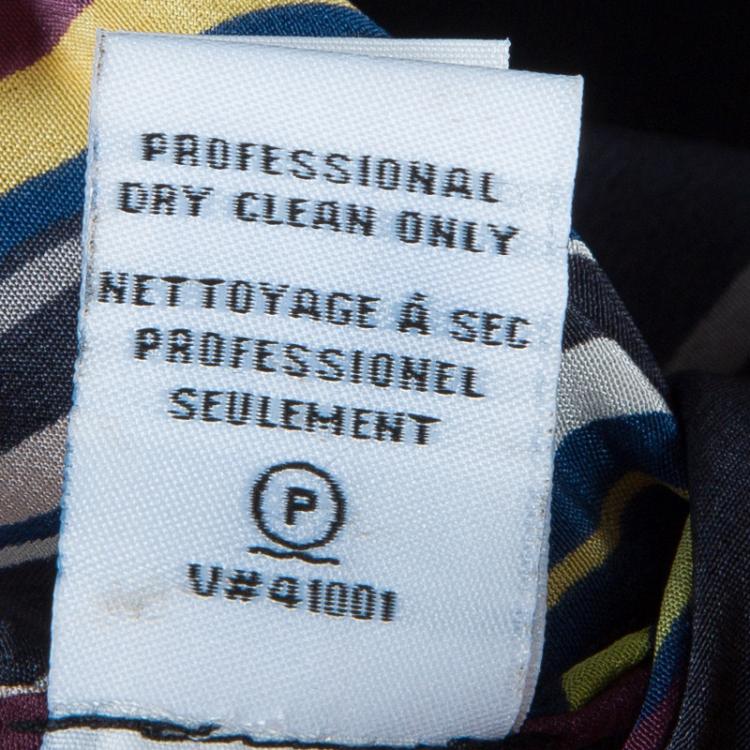 PROFESSIONAL
DRY CLEAN ONLY
NETTOYAGE À SEC
PROFESSIONEL
SEULEMENT
P
V#41001